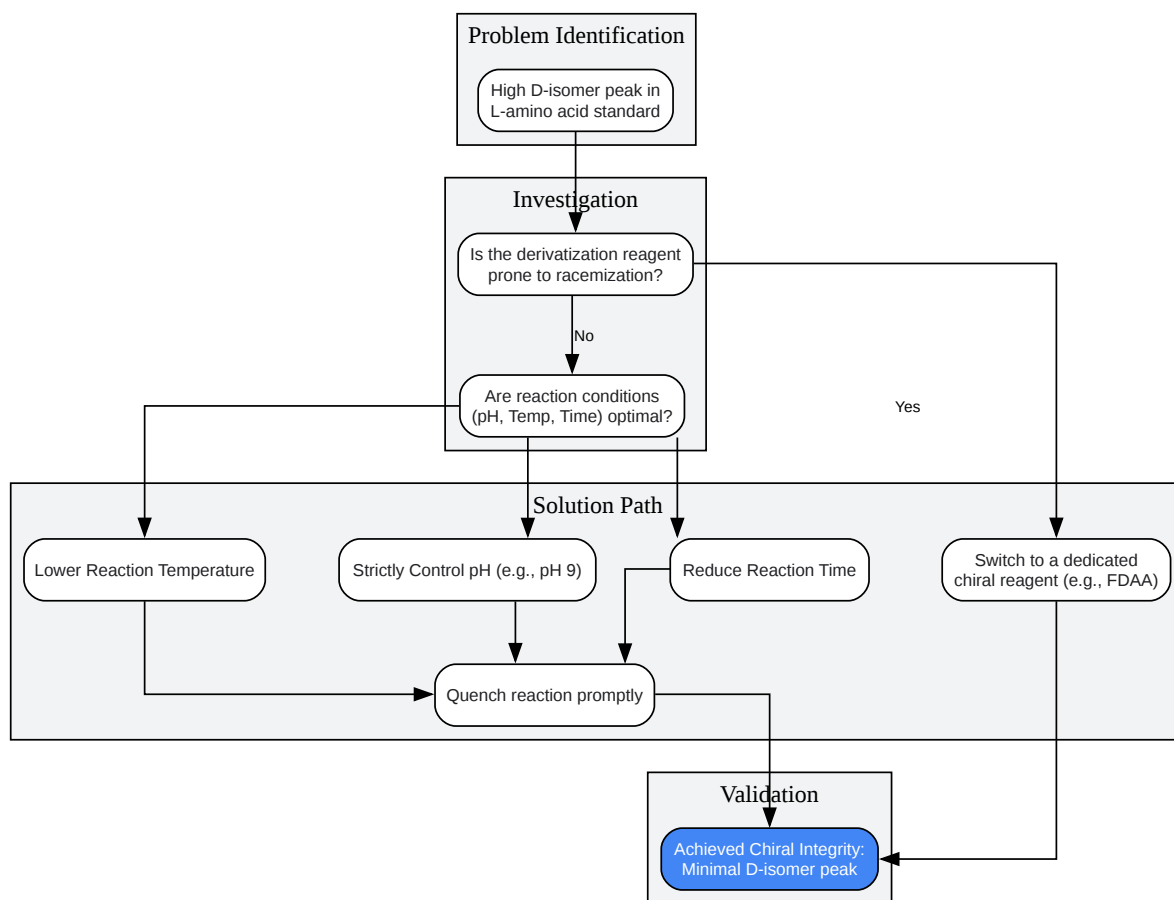 Problem Identification
High D-isomer peak in
L-amino acid standard
Investigation
Is the derivatization reagent
prone to racemization?
No
Are reaction conditions
(pH, Temp, Time) optimal?
Yes
Solution Path
Lower Reaction Temperature
Strictly Control pH (e.g., pH 9)
Reduce Reaction Time
Switch to a dedicated
chiral reagent (e.g., FDAA)
Quench reaction promptly
Validation
Achieved Chiral Integrity:
Minimal D-isomer peak